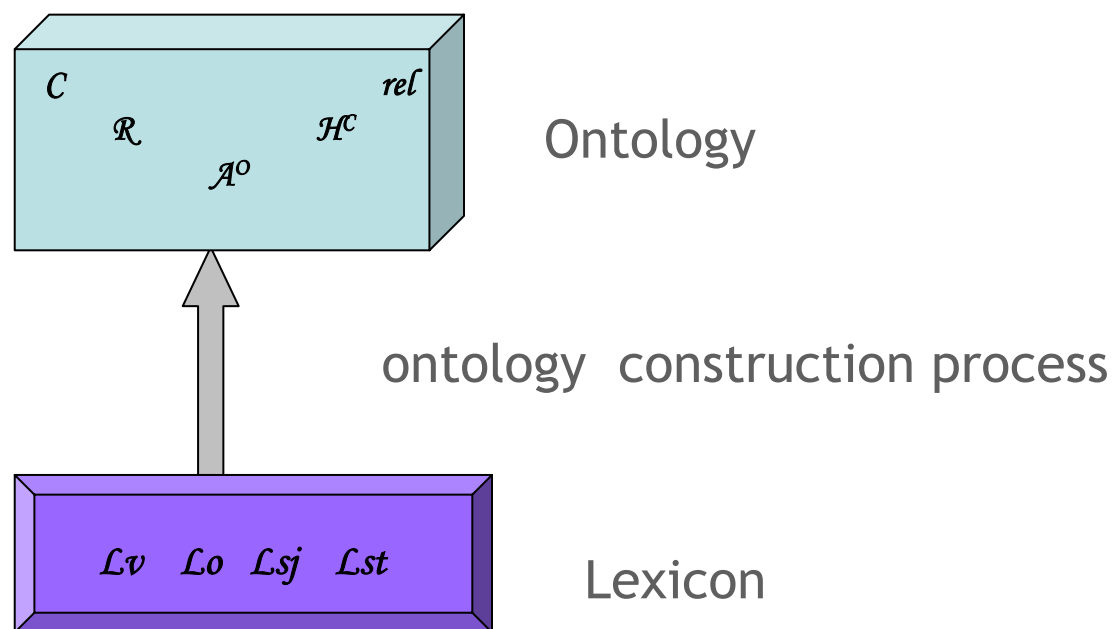 C rel
R H^C
Ontology
A^O
ontology construction process
Lv Lo Lsj Lst
Lexicon